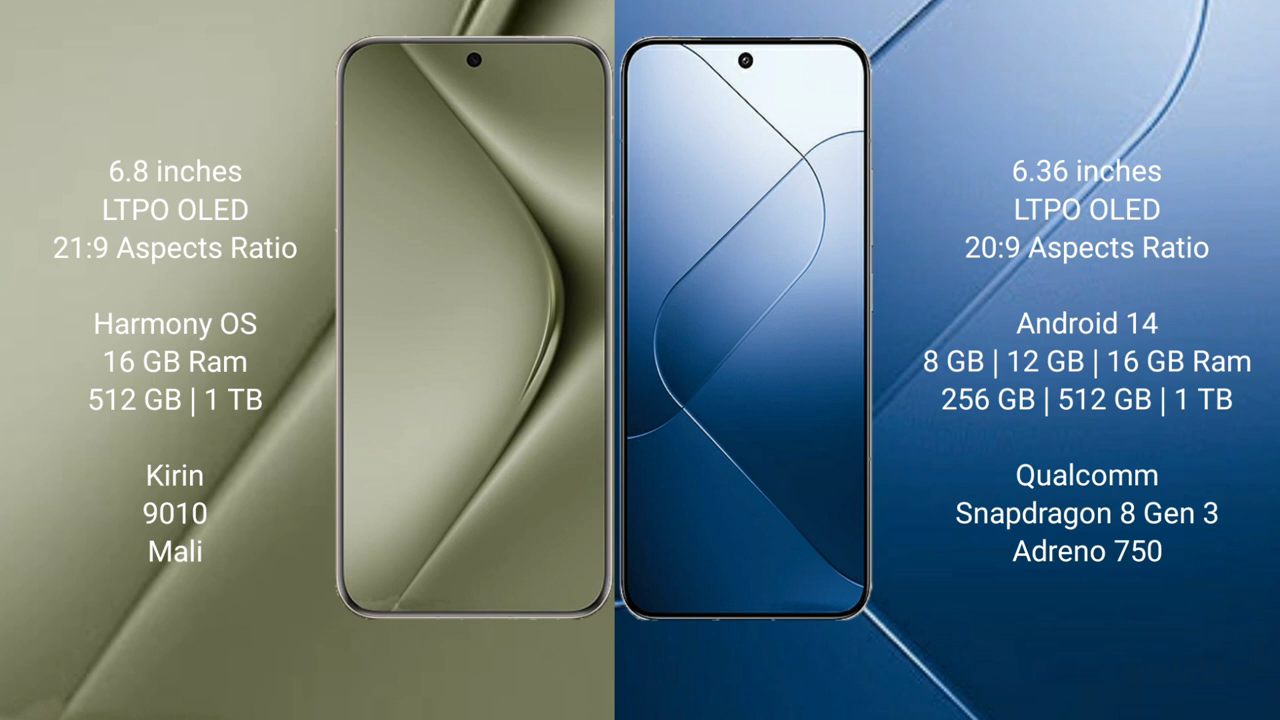 6.8 inches
LTPO OLED
21:9 Aspects Ratio
Harmony OS
16 GB Ram
512 GB | 1 TB
Kirin
9010
Mali
6.36 inches
LTPO OLED
20:9 Aspects Ratio
Android 14
8 GB | 12 GB | 16 GB Ram
256 GB | 512 GB | 1 TB
Qualcomm
Snapdragon 8 Gen 3
Adreno 750